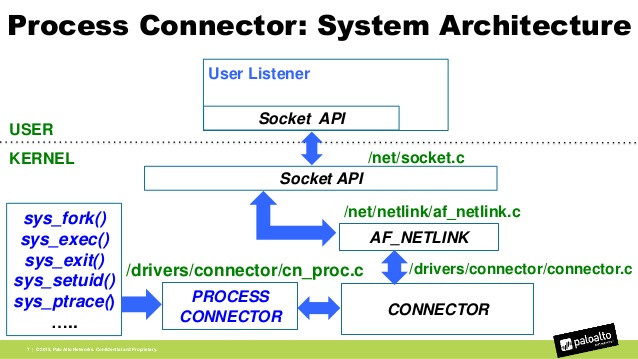 Process Connector: System Architecture
User Listener
Socket API
USER
KERNEL
/net/socket.c
Socket API
/net/netlink/af_netlink.c
AF_NETLINK
sys_fork()
sys_exec()
sys_exit()
sys_setuid()
sys_ptrace()
…..
/drivers/connector/cn_proc.c
/drivers/connector/connector.c
PROCESS
CONNECTOR
CONNECTOR
7 | ©2015, Palo Alto Networks. Confidential and Proprietary.
paloalto